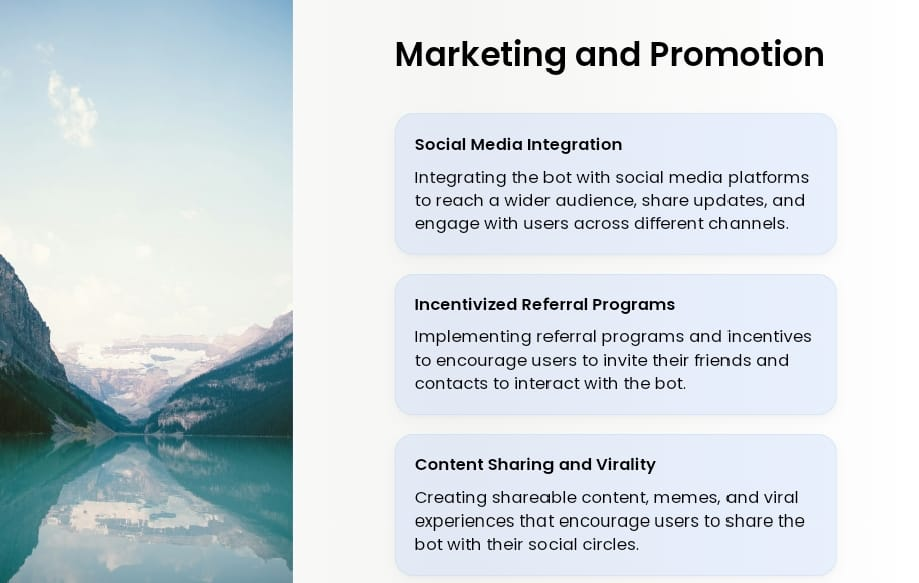 Marketing and Promotion
Social Media Integration
Integrating the bot with social media platforms
to reach a wider audience, share updates, and
engage with users across different channels.
Incentivized Referral Programs
Implementing referral programs and incentives
to encourage users to invite their friends and
contacts to interact with the bot.
Content Sharing and Virality
Creating shareable content, memes, and viral
experiences that encourage users to share the
bot with their social circles.